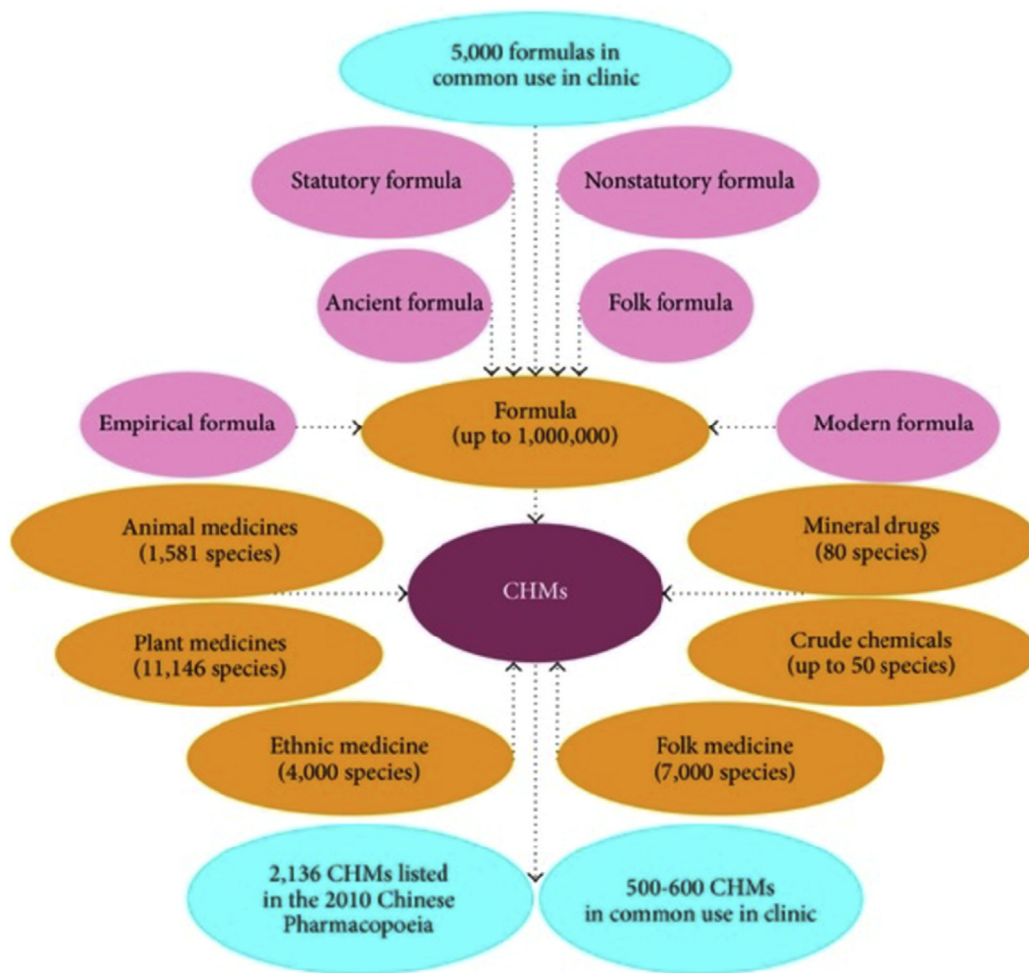 5,000 formulas in
common use in clinic
Statutory formula
Nonstatutory formula
Ancient formula
Folk formula
Empirical formula
Formula
(up to 1,000,000)
Modern formula
Animal medicines
(1,581 species)
Mineral drugs
(80 species)
CHMs
Plant medicines
(11,146 species)
Crude chemicals
(up to 50 species)
Ethnic medicine
(4,000 species)
Folk medicine
(7,000 species)
2,136 CHMs listed
in the 2010 Chinese
Pharmacopoeia
500-600 CHMs
in common use in clinic